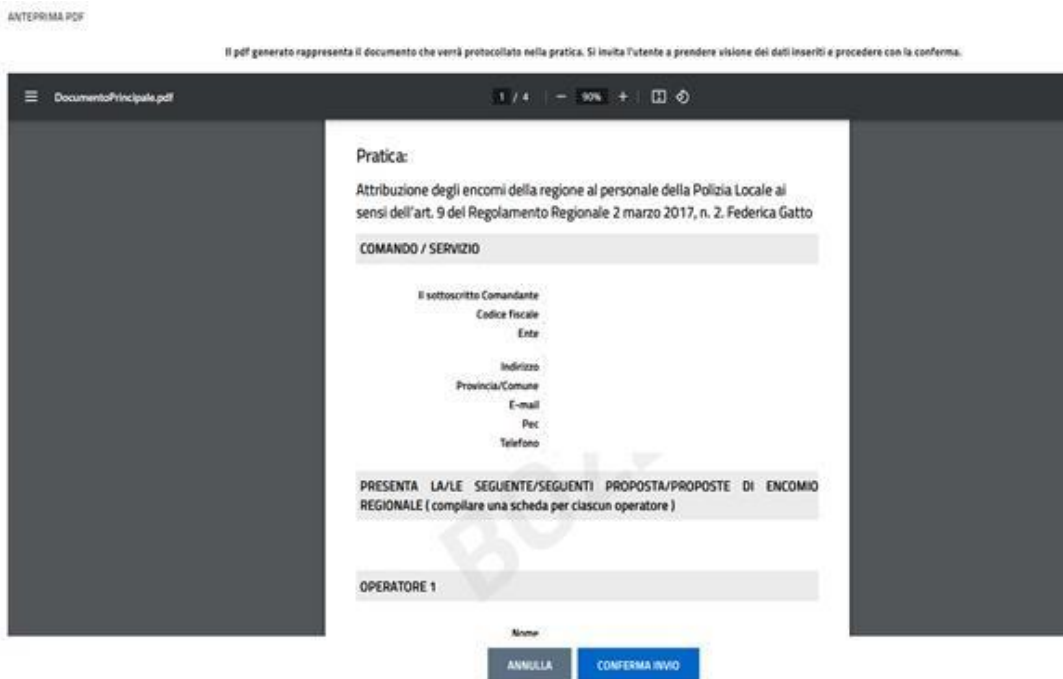 ANTEPRIMA PDF
Il pdf generato rappresenta il documento che verrà protocollato nella pratica. Si invita l'utente a prendere visione dei dati inseriti e procedere con la conferma.
DocumentoPrincipale.pdf 1 / 4 − 90% +
Pratica:
Attribuzione degli encomi della regione al personale della Polizia Locale ai
sensi dell'art. 9 del Regolamento Regionale 2 marzo 2017, n. 2. Federica Gatto
COMANDO / SERVIZIO
Il sottoscritto Comandante
Codice fiscale
Ente
Indirizzo
Provincia/Comune
E-mail
Pec
Telefono
PRESENTA LA/LE SEGUENTE/SEGUENTI PROPOSTA/PROPOSTE DI ENCOMIO
REGIONALE ( compilare una scheda per ciascun operatore )
OPERATORE 1
Nome
ANNULLA CONFERMA INVIO